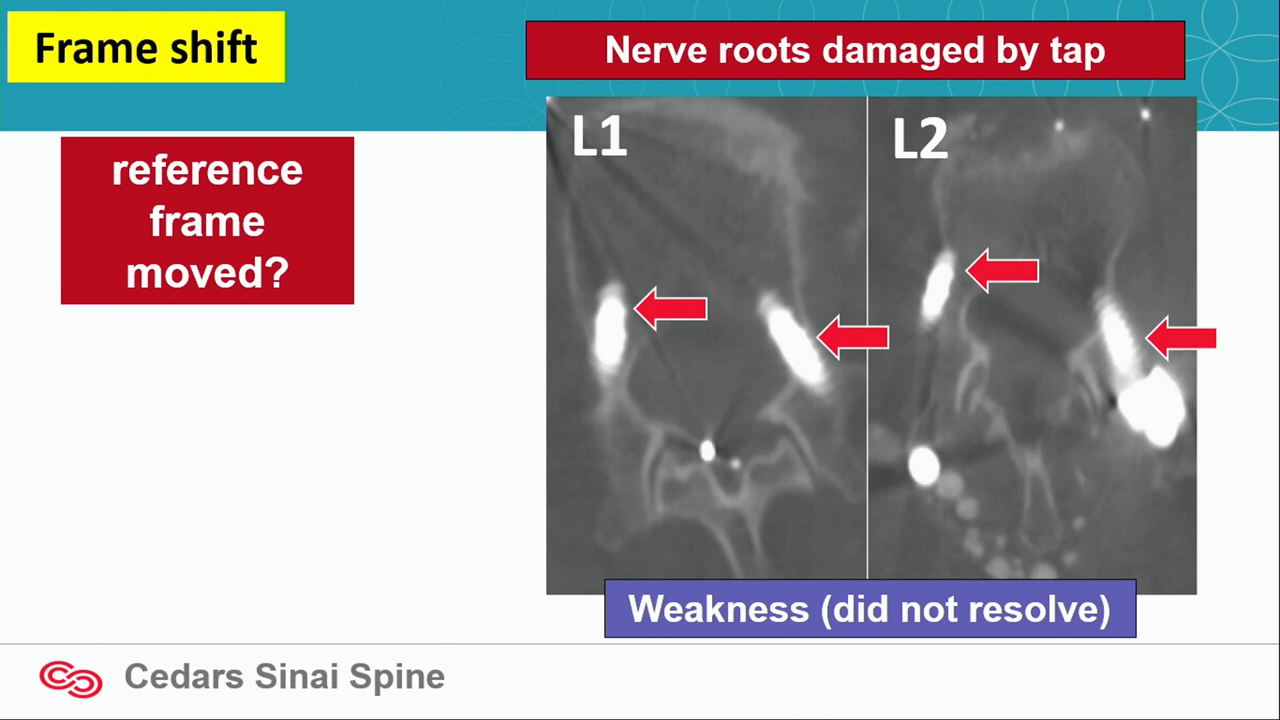 Frame shift
Nerve roots damaged by tap
reference
frame
moved?
L1
L2
Weakness (did not resolve)
Cedars Sinai Spine